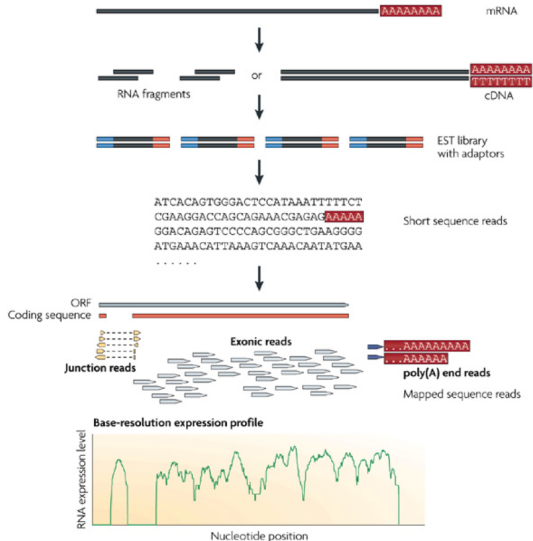 AAAAAAAA
mRNA
or
AAAAAAAA
TTTTTTTT
RNA fragments
cDNA
EST library
with adaptors
ATCACAGTGGGACTCCATAAATTTTTCT
CGAAGGACCAGCAGAAACGAGAGAAAAA
GGACAGAGTCCCCAGCGGGCTGAAGGGG
ATGAAACATTAAAGTCAAACAATATGAA
......
Short sequence reads
ORF
Coding sequence
Junction reads
Exonic reads
...AAAAAAAAA
...AAAAAA
poly(A) end reads
Mapped sequence reads
Base-resolution expression profile
RNA expression level
Nucleotide position